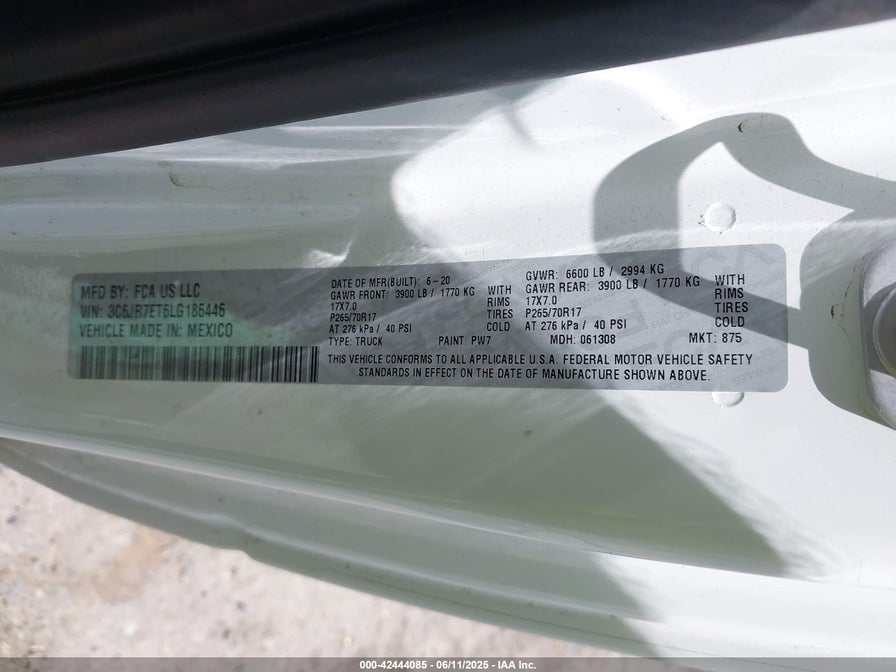 MFD BY: FCA US LLC
VIN: 3C6JR7ET6LG186446
VEHICLE MADE IN: MEXICO
DATE OF MFR(BUILT): 6-20
GAWR FRONT: 3900 LB / 1770 KG WITH
17X7.0 RIMS
P265/70R17 TIRES
AT 276 kPa / 40 PSI COLD
TYPE: TRUCK PAINT: PW7
GVWR: 6600 LB / 2994 KG
GAWR REAR: 3900 LB / 1770 KG WITH
17X7.0 RIMS
P265/70R17 TIRES
AT 276 kPa / 40 PSI COLD
MDH: 061308 MKT: 875
THIS VEHICLE CONFORMS TO ALL APPLICABLE U.S.A. FEDERAL MOTOR VEHICLE SAFETY
STANDARDS IN EFFECT ON THE DATE OF MANUFACTURE SHOWN ABOVE.
000-42444085 - 06/11/2025 - IAA Inc.